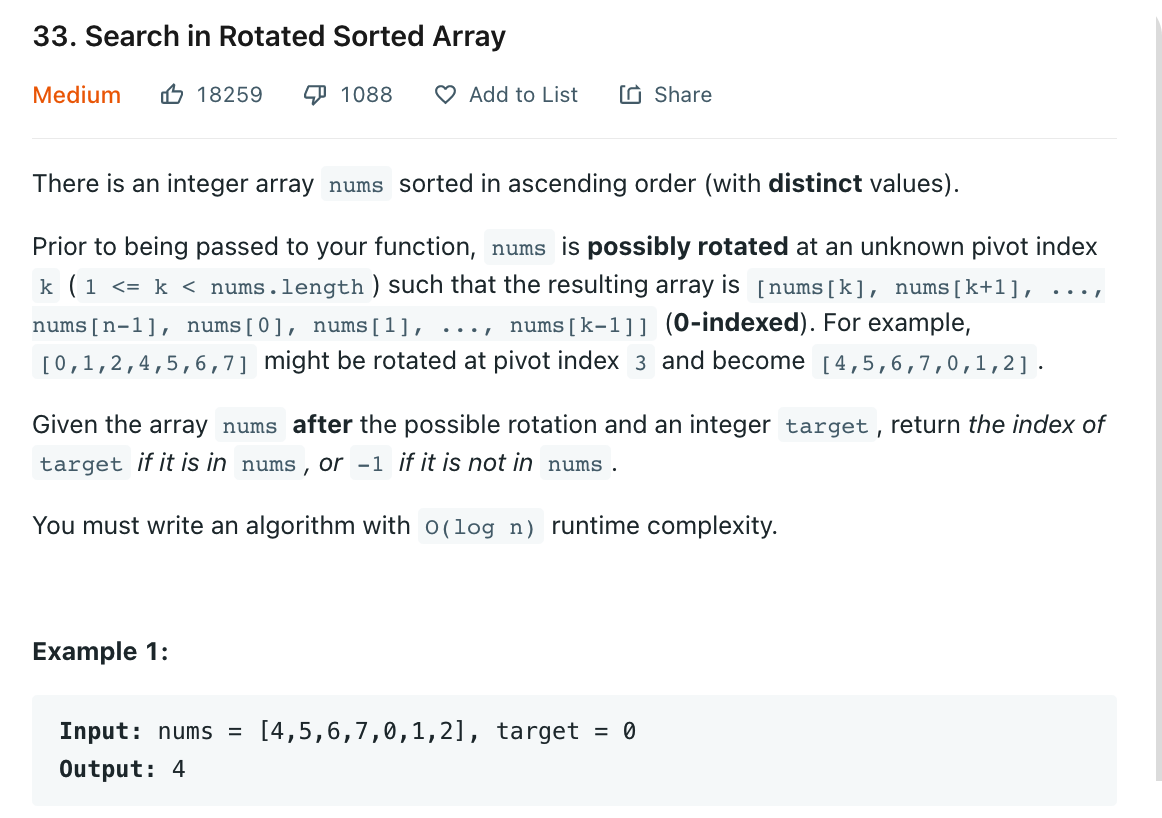 33. Search in Rotated Sorted Array
Medium 18259 1088 Add to List Share
There is an integer array nums sorted in ascending order (with distinct values).
Prior to being passed to your function, nums is possibly rotated at an unknown pivot index
k (1 <= k < nums.length) such that the resulting array is [nums[k], nums[k+1], ...,
nums[n-1], nums[0], nums[1], ..., nums[k-1]] (0-indexed). For example,
[0,1,2,4,5,6,7] might be rotated at pivot index 3 and become [4,5,6,7,0,1,2].
Given the array nums after the possible rotation and an integer target, return the index of
target if it is in nums, or -1 if it is not in nums.
You must write an algorithm with O(log n) runtime complexity.
Example 1:
Input: nums = [4,5,6,7,0,1,2], target = 0
Output: 4